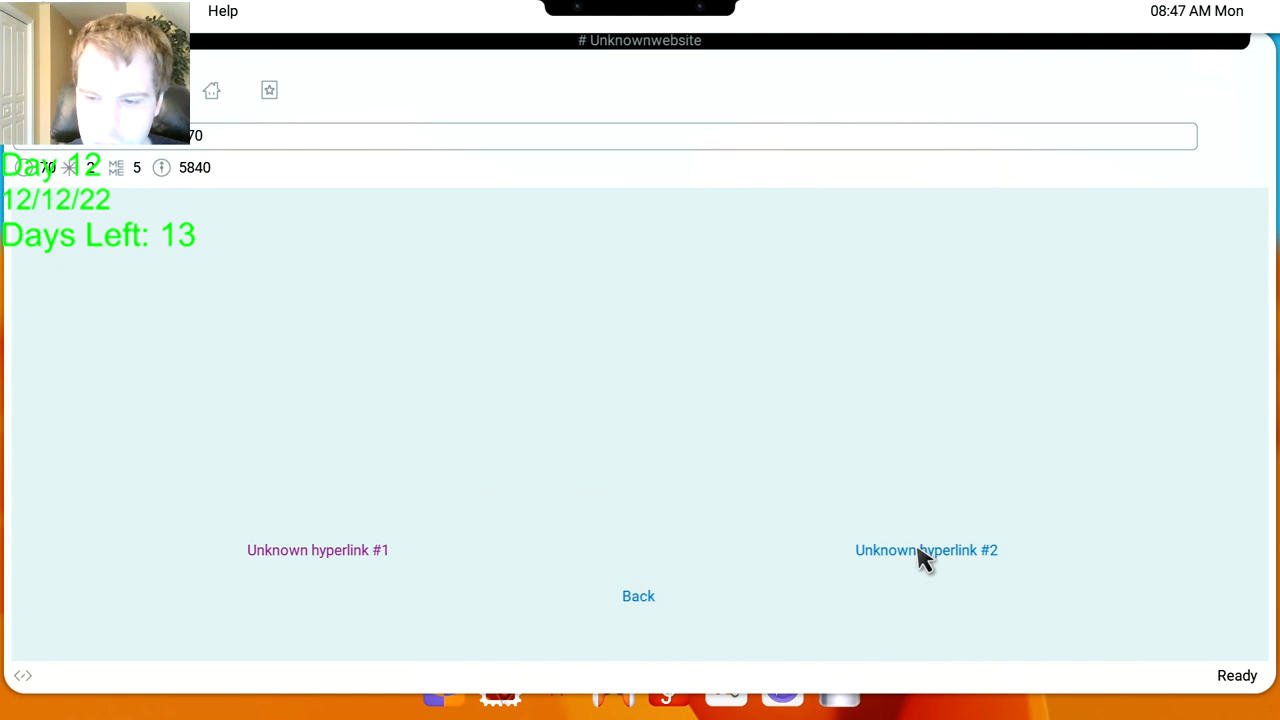 Help
08:47 AM Mon
# Unknownwebsite
70
70 2 5 5840
Day 12
12/12/22
Days Left: 13
Unknown hyperlink #1
Unknown hyperlink #2
Back
Ready